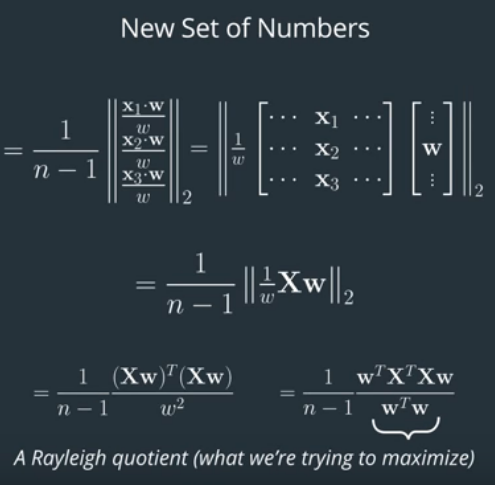 New Set of Numbers
= \frac{1}{n-1} \left\| \begin{matrix} \frac{\mathbf{x}_1 \cdot \mathbf{w}}{w} \\ \frac{\mathbf{x}_2 \cdot \mathbf{w}}{w} \\ \frac{\mathbf{x}_3 \cdot \mathbf{w}}{w} \end{matrix} \right\|_2 = \left\| \frac{1}{w} \begin{bmatrix} \cdots & \mathbf{x}_1 & \cdots \\ \cdots & \mathbf{x}_2 & \cdots \\ \cdots & \mathbf{x}_3 & \cdots \end{bmatrix} \begin{bmatrix} \vdots \\ \mathbf{w} \\ \vdots \end{bmatrix} \right\|_2
= \frac{1}{n-1} \left\| \frac{1}{w} \mathbf{X}\mathbf{w} \right\|_2
= \frac{1}{n-1} \frac{(\mathbf{X}\mathbf{w})^T(\mathbf{X}\mathbf{w})}{w^2} = \frac{1}{n-1} \underbrace{\frac{\mathbf{w}^T\mathbf{X}^T\mathbf{X}\mathbf{w}}{\mathbf{w}^T\mathbf{w}}}
A Rayleigh quotient (what we're trying to maximize)